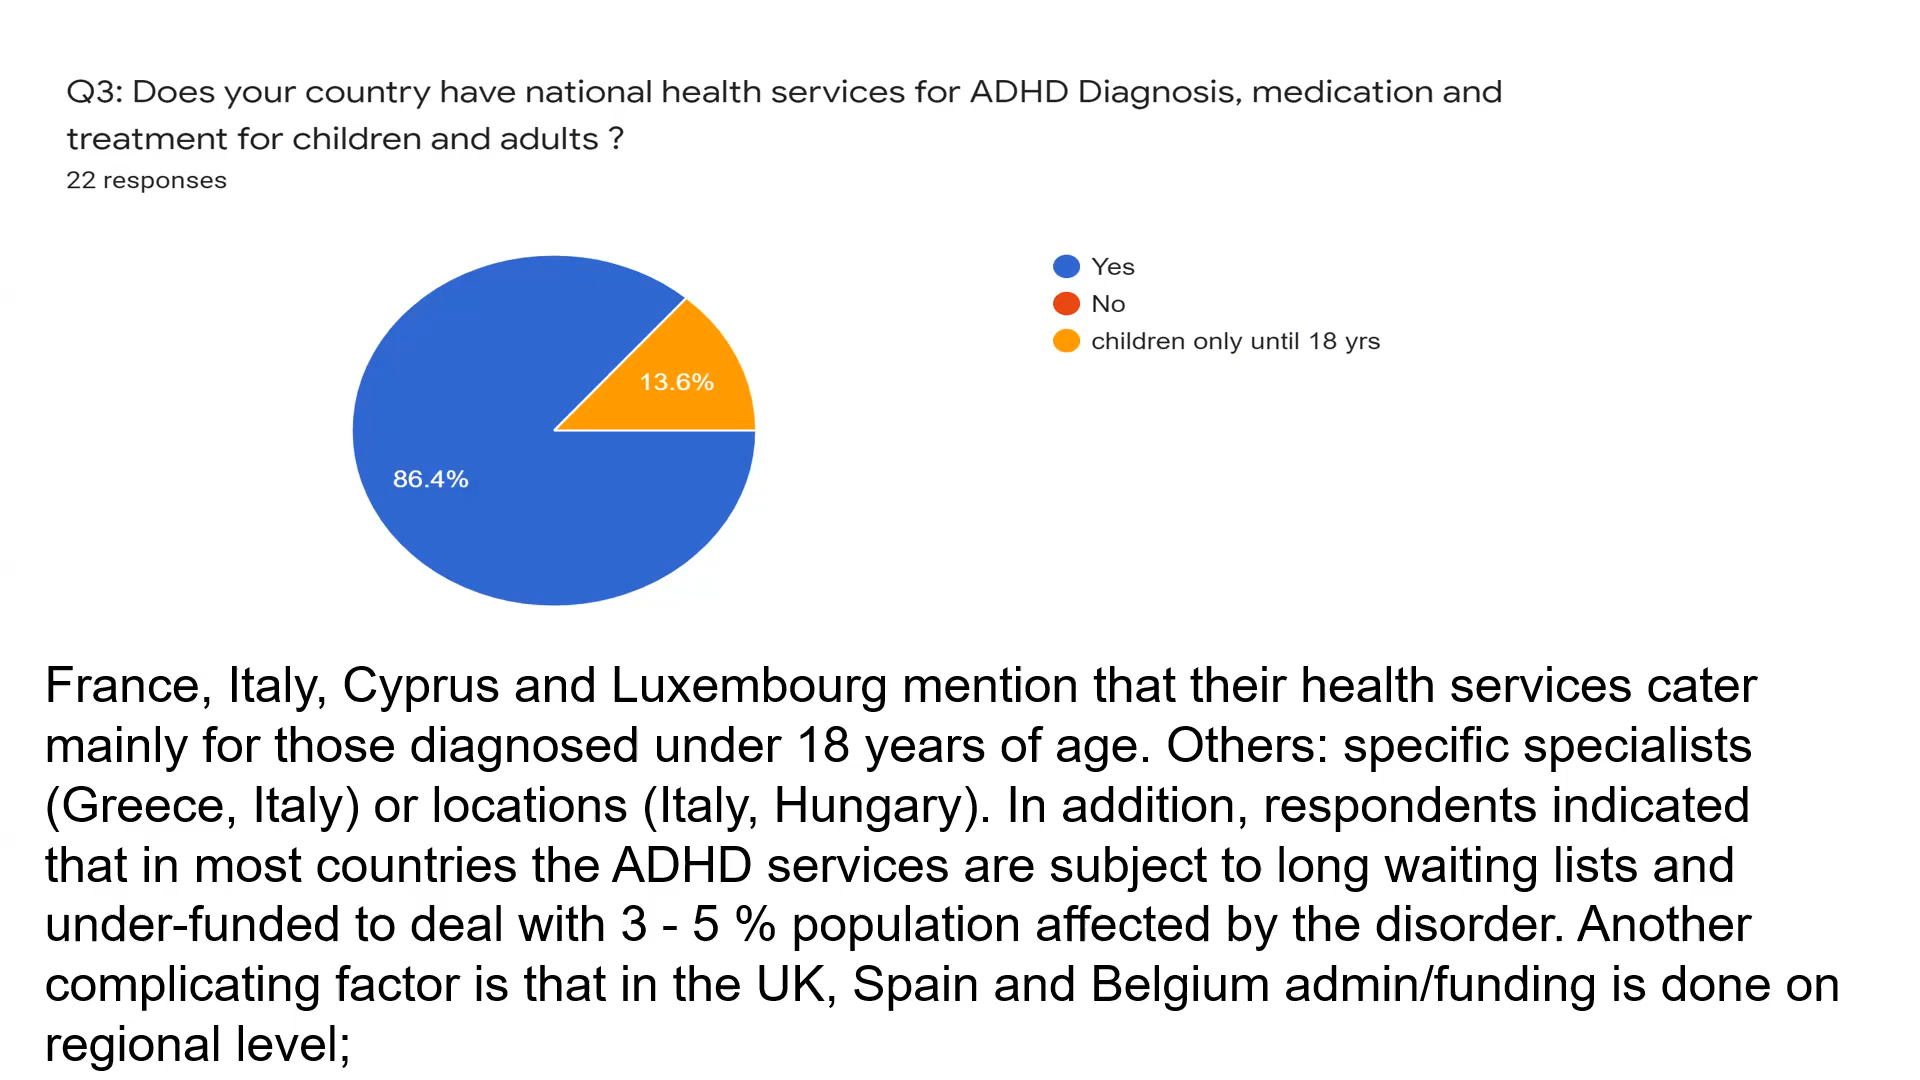 Q3: Does your country have national health services for ADHD Diagnosis, medication and
treatment for children and adults ?
22 responses
Yes
No
children only until 18 yrs
13.6%
86.4%
France, Italy, Cyprus and Luxembourg mention that their health services cater
mainly for those diagnosed under 18 years of age. Others: specific specialists
(Greece, Italy) or locations (Italy, Hungary). In addition, respondents indicated
that in most countries the ADHD services are subject to long waiting lists and
under-funded to deal with 3 - 5 % population affected by the disorder. Another
complicating factor is that in the UK, Spain and Belgium admin/funding is done on
regional level;